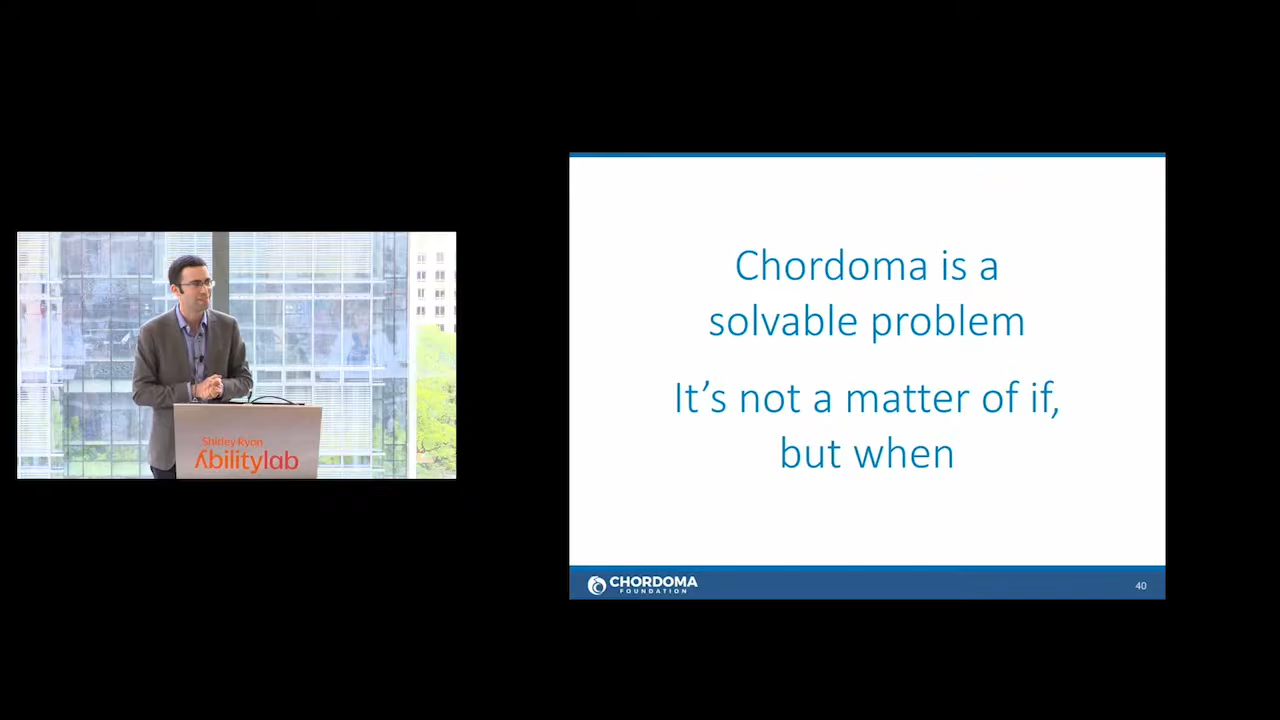 Shirley Ryan
Abilitylab
Chordoma is a
solvable problem
It's not a matter of if,
but when
CHORDOMA
FOUNDATION
40